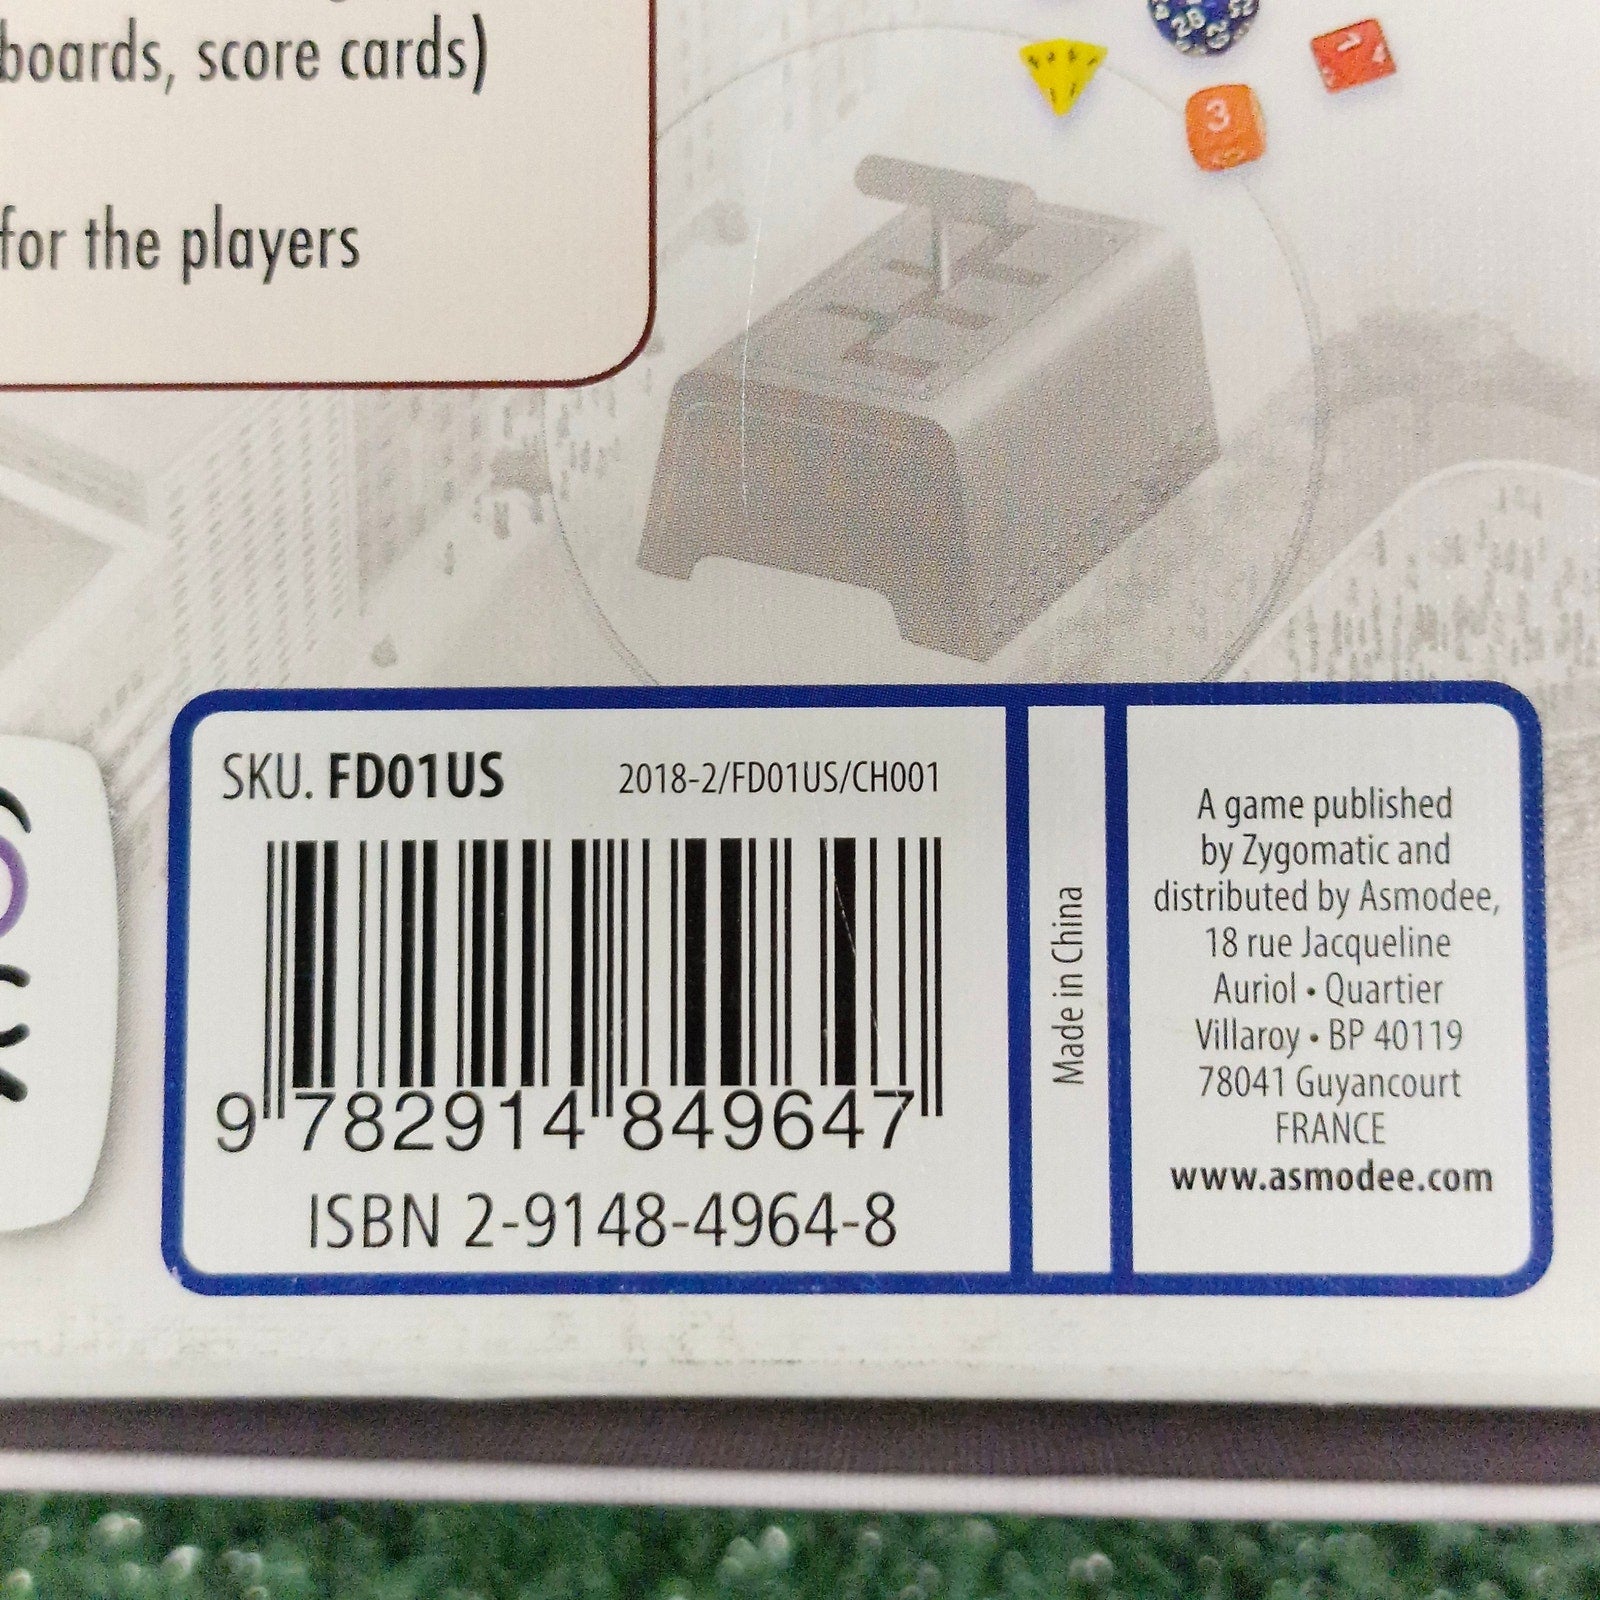 boards, score cards)
for the players
3
SKU. FD01US
2018-2/FD01US/CH001
9 782914 849647
ISBN 2-9148-4964-8
Made in China
A game published
by Zygomatic and
distributed by Asmodee,
18 rue Jacqueline
Auriol • Quartier
Villaroy • BP 40119
78041 Guyancourt
FRANCE
www.asmodee.com